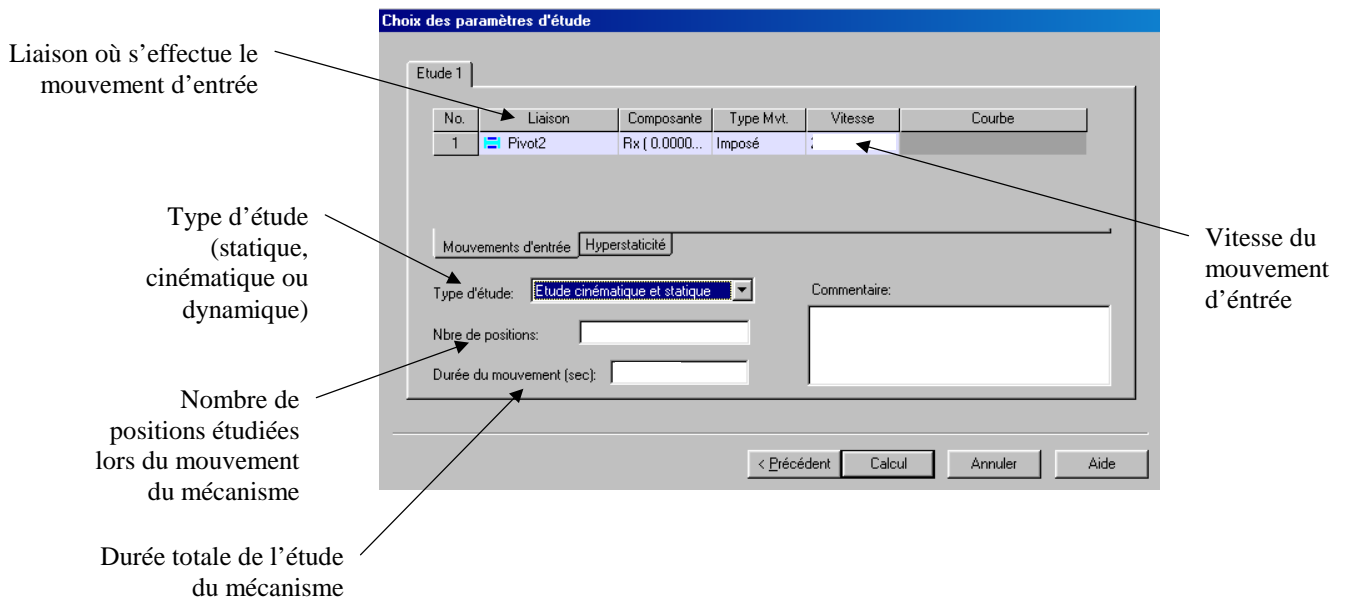 Choix des paramètres d'étude
Liaison où s’effectue le
mouvement d’entrée
Etude 1
No. Liaison Composante Type Mvt. Vitesse Courbe
1 Pivot2 Rx ( 0.0000... Imposé
Type d’étude
(statique,
cinématique ou
dynamique)
Mouvements d'entrée Hyperstaticité
Vitesse du
mouvement
d’éntrée
Type d'étude: Etude cinématique et statique Commentaire:
Nbre de positions:
Durée du mouvement (sec):
Nombre de
positions étudiées
lors du mouvement
du mécanisme
< Précédent Calcul Annuler Aide
Durée totale de l’étude
du mécanisme